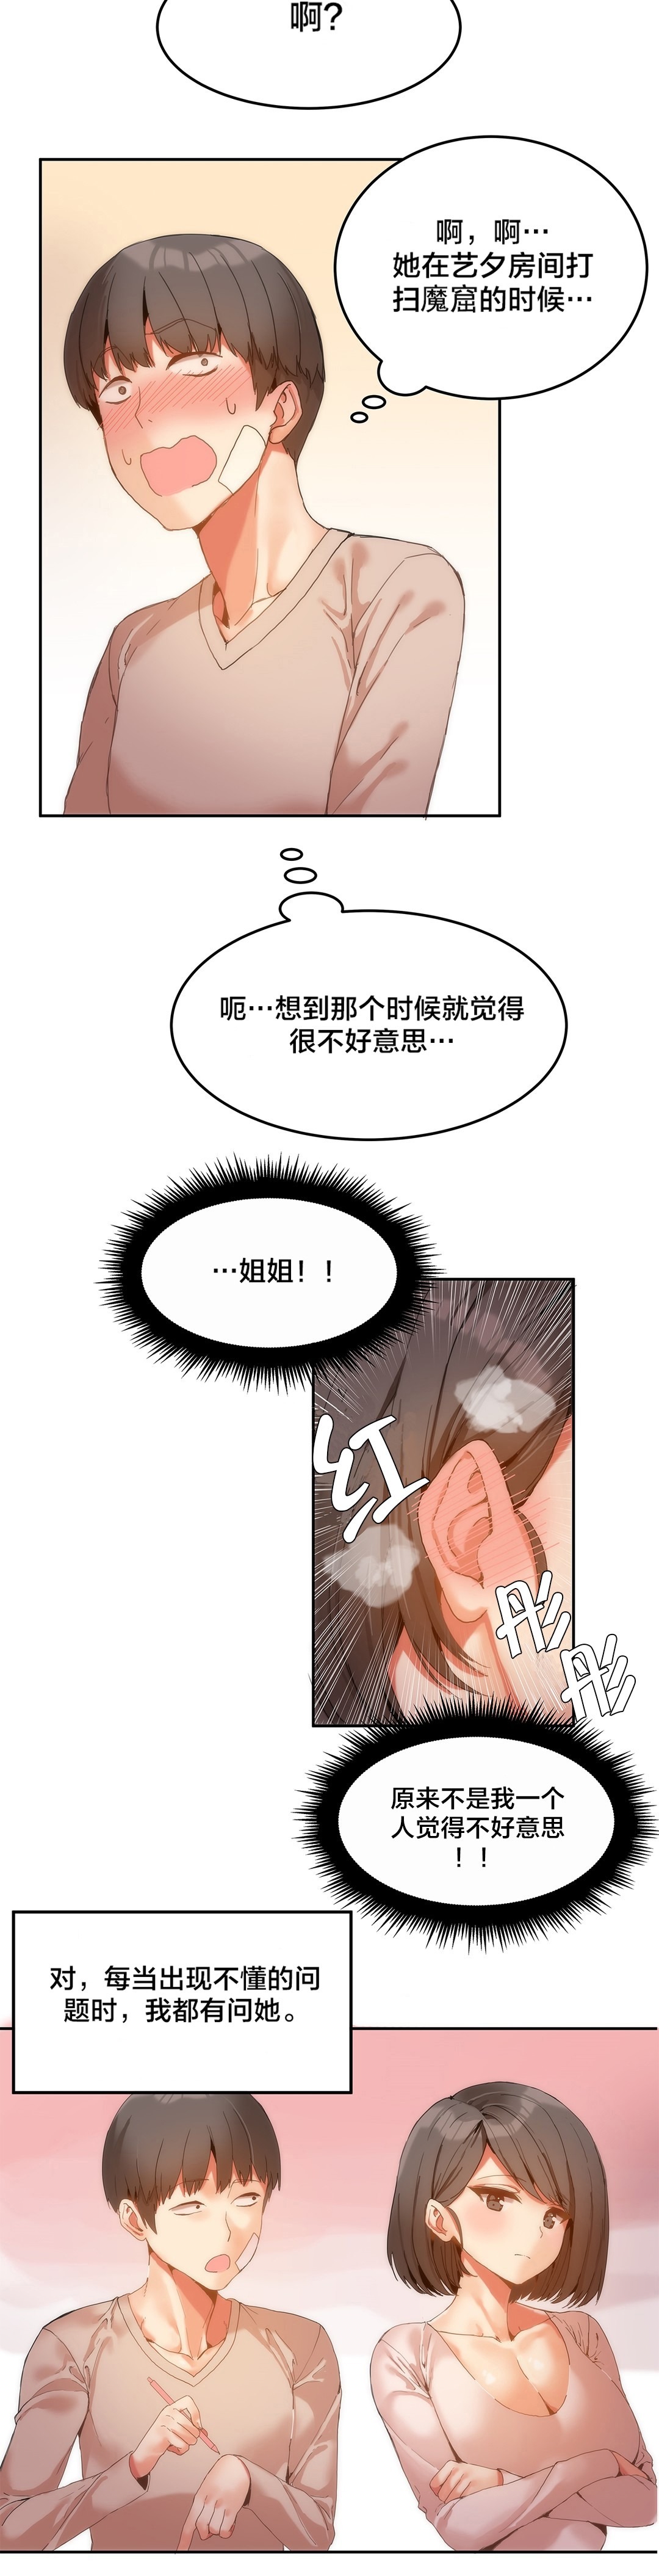 啊？
啊，啊…
她在艺夕房间打
扫魔窟的时候…
呃…想到那个时候就觉得
很不好意思…
…姐姐！！
红
彤
彤
原来不是我一个
人觉得不好意思
！！
对，每当出现不懂的问
题时，我都有问她。